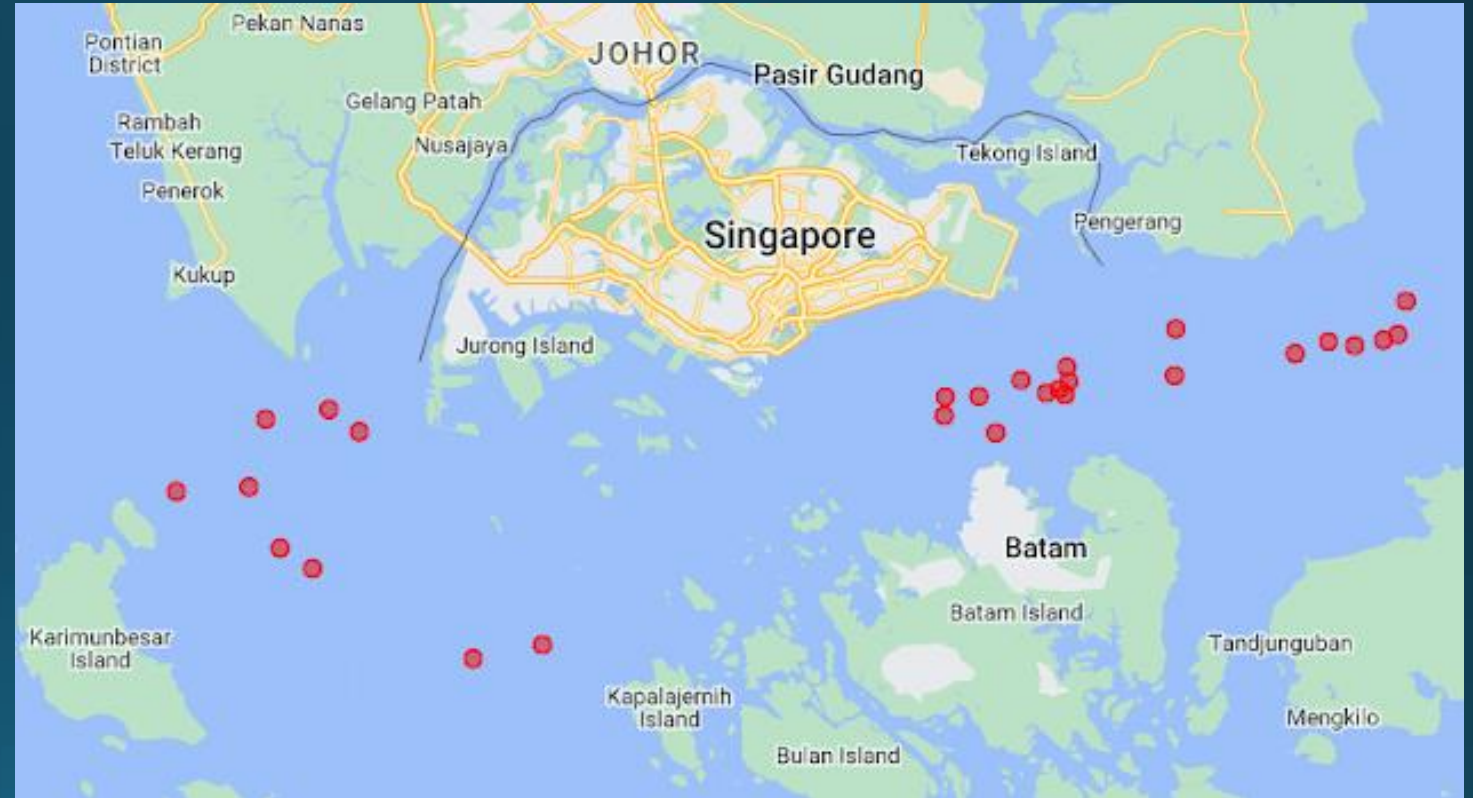 Pekan Nanas
Pontian
District
JOHOR
Pasir Gudang
Gelang Patah
Rambah
Teluk Kerang
Nusajaya
Tekong Island
Penerok
Pengerang
Singapore
Kukup
Jurong Island
Batam
Batam Island
Karimunbesar
Island
Tandjunguban
Kapalajernih
Island
Mengkilo
Bulan Island